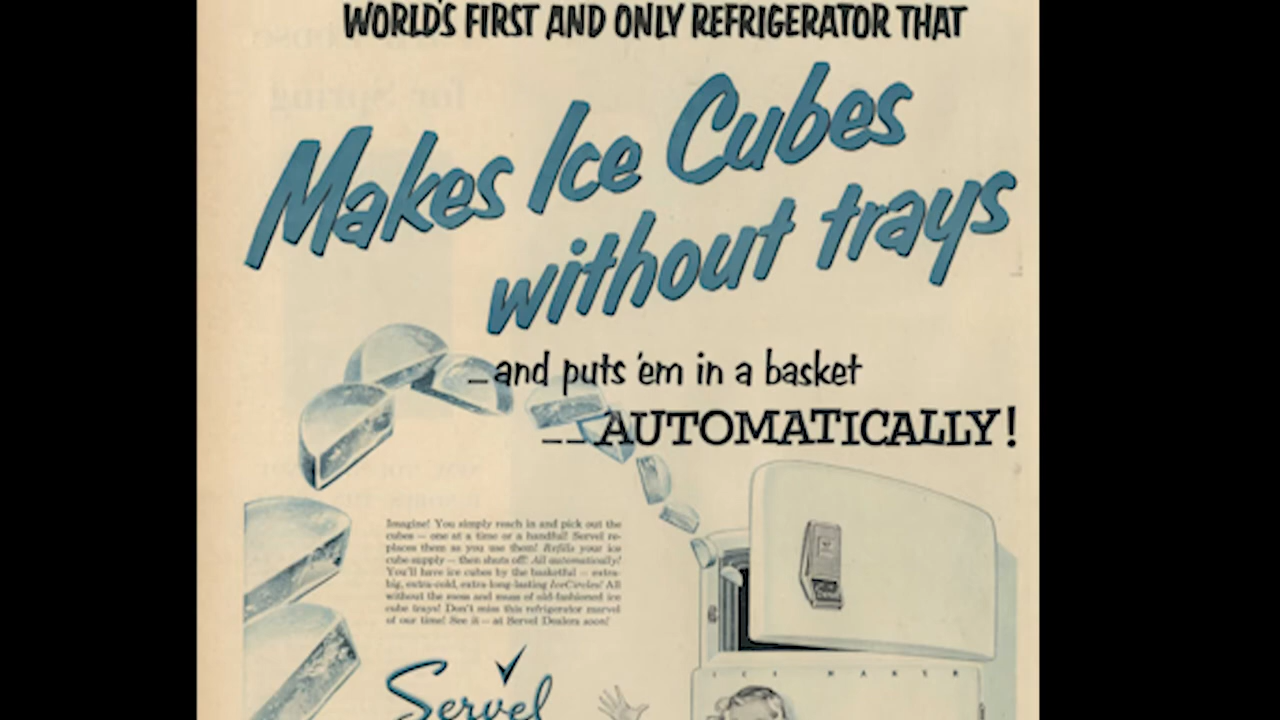 WORLD'S FIRST AND ONLY REFRIGERATOR THAT
Makes Ice Cubes
without trays
...and puts 'em in a basket
...AUTOMATICALLY!
Imagine! You simply reach in and pick out the
cubes — one at a time or a handful! Servel re-
places them as you use them! Refills your ice
cube supply — then shuts off! All automatically!
You'll have ice cubes by the basketful — extra-
big, extra-cold, extra-long-lasting IceCircles! All
without the mess and muss of old-fashioned ice
cube trays! Don't miss this refrigerator marvel
of our time! See it — at Servel Dealers soon!
Servel
ICE MAKER